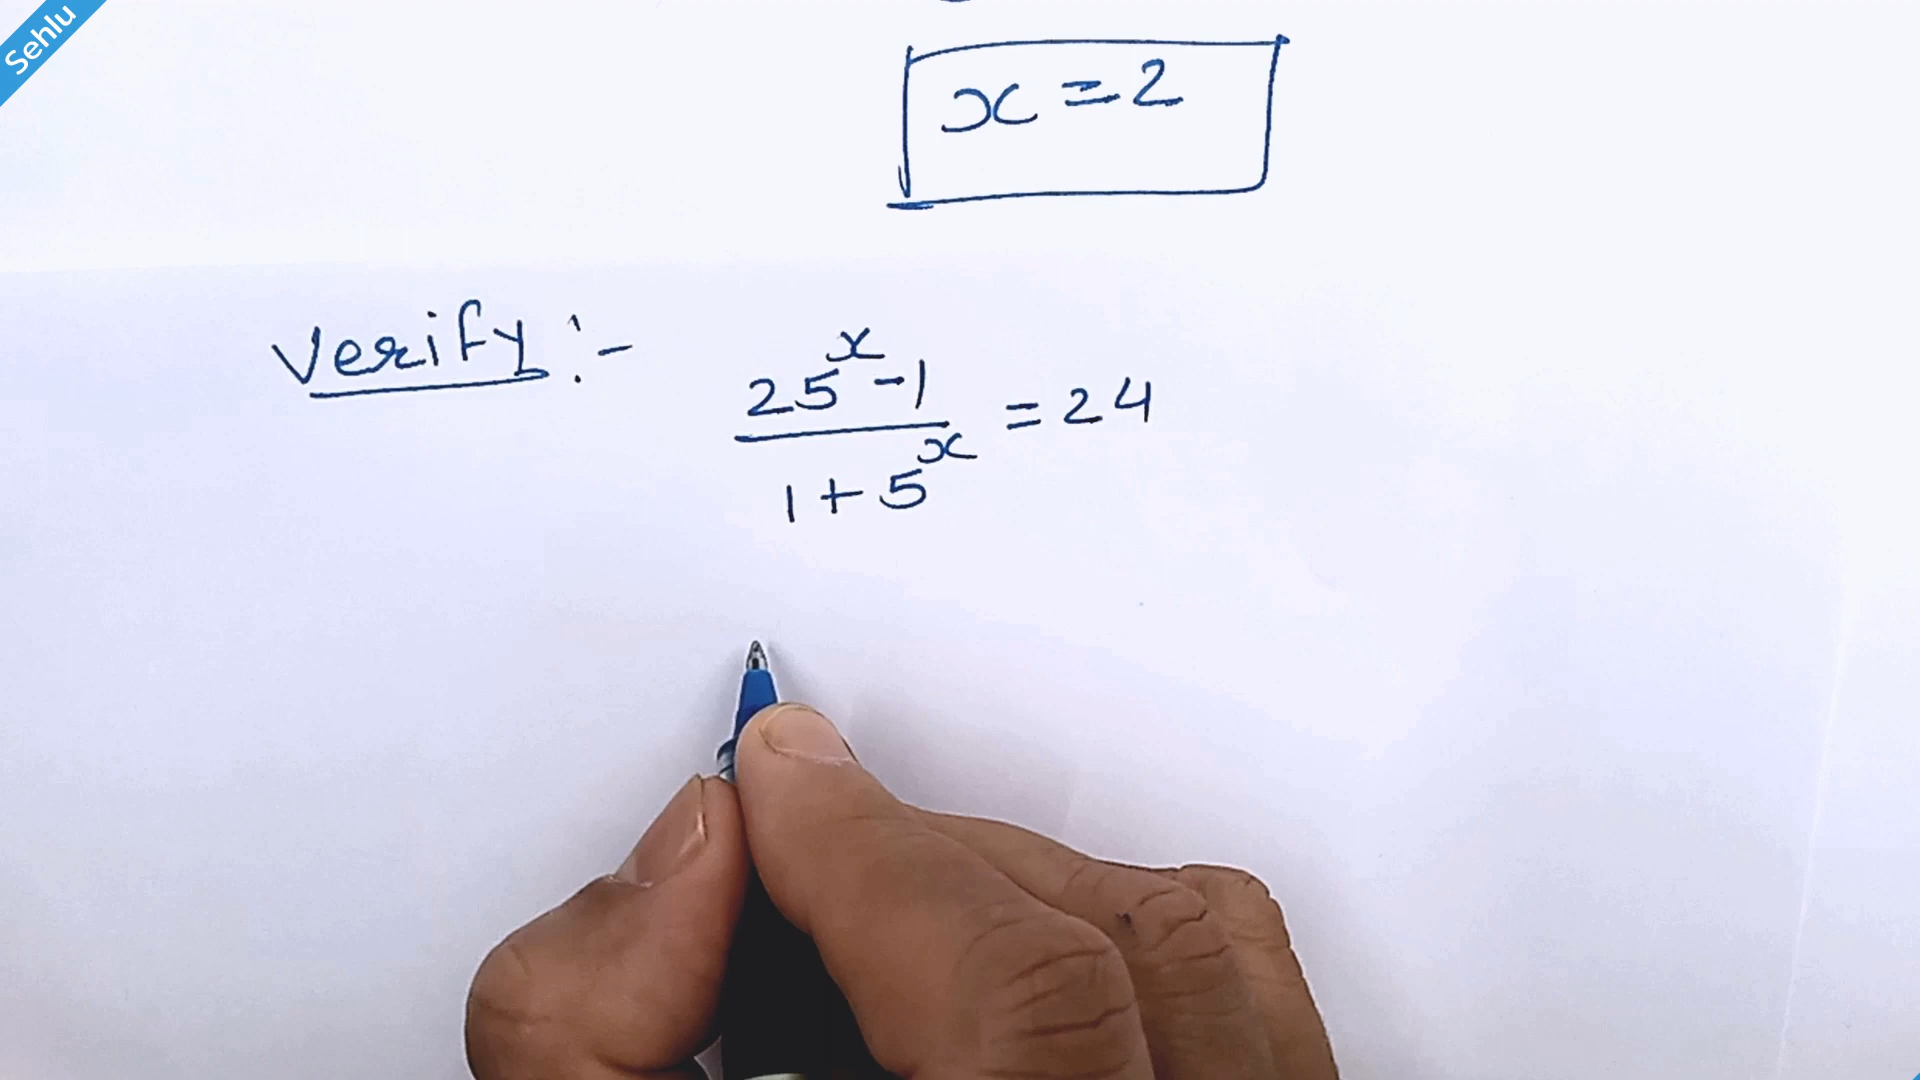 Sehlu
x = 2
Verify :-
25^x - 1
1 + 5^x
= 24